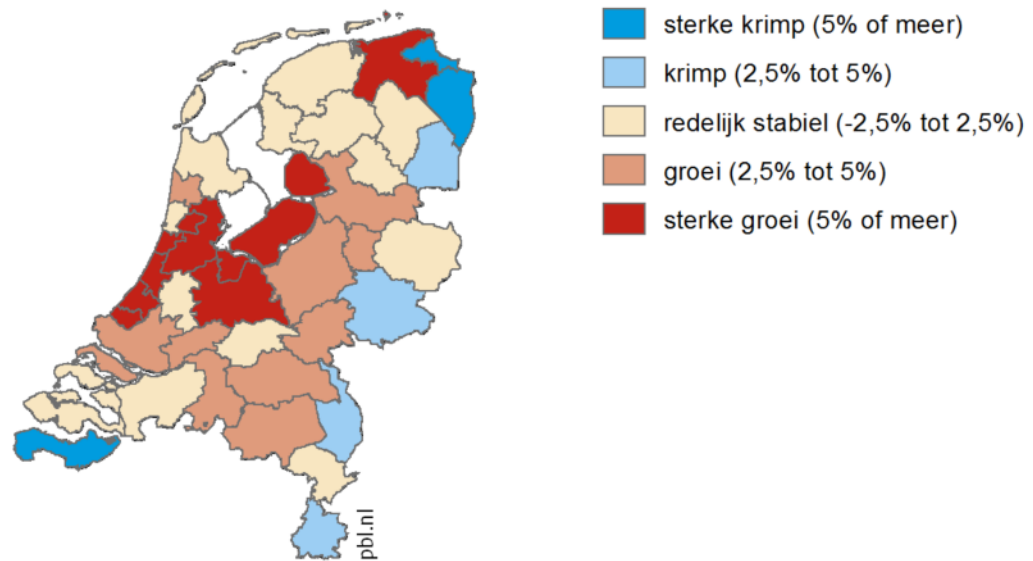 sterke krimp (5% of meer)
krimp (2,5% tot 5%)
redelijk stabiel (-2,5% tot 2,5%)
groei (2,5% tot 5%)
sterke groei (5% of meer)
pbl.nl